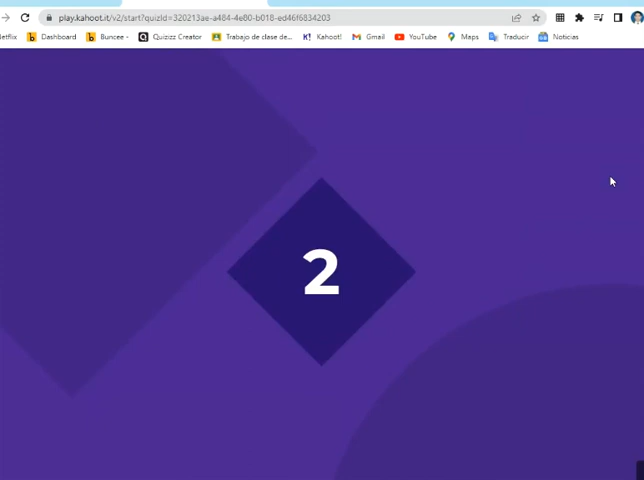 play.kahoot.it/v2/start?quizId=320213ae-a484-4e80-b018-ed46f6834203
etflix Dashboard Buncee - Quizizz Creator Trabajo de clase de... K! Kahoot! Gmail YouTube Maps Traducir Noticias
2